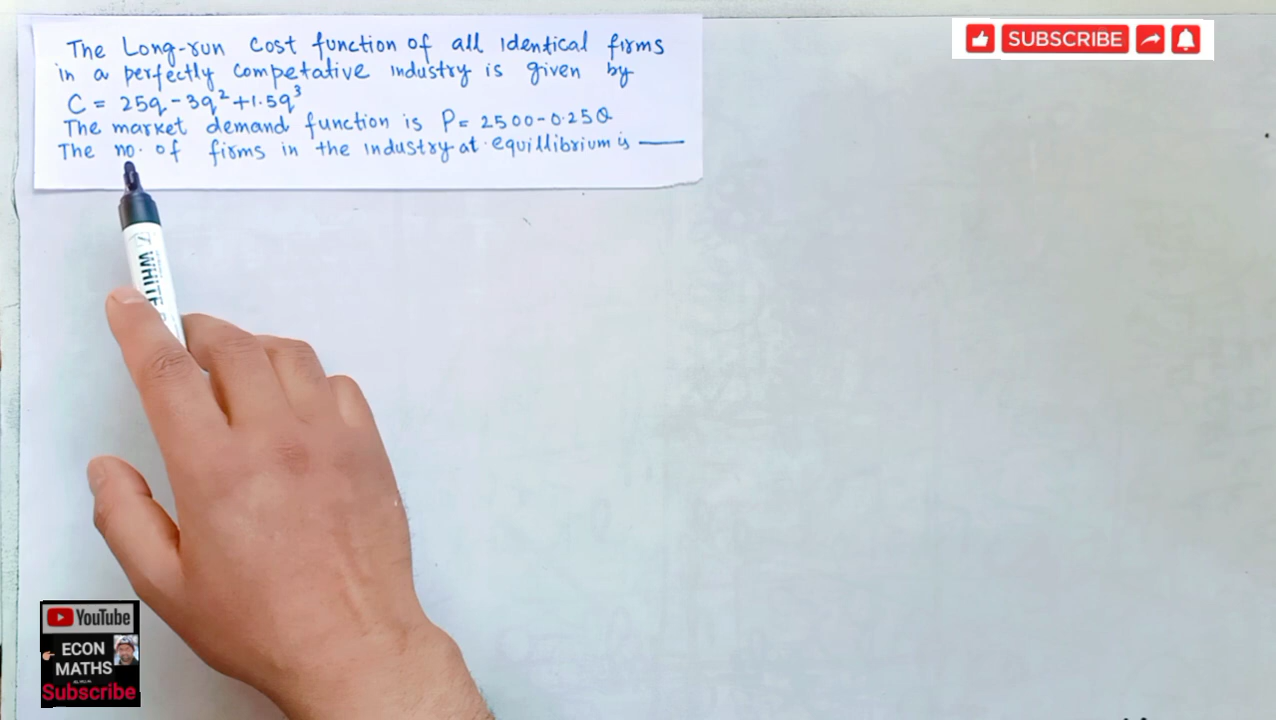 The Long-run Cost function of all identical firms
in a perfectly competative industry is given by
C = 25q - 3q² + 1.5q³
The market demand function is P = 2500 - 0.25Q
The no. of firms in the industry at equillibrium is ——
SUBSCRIBE
WHITE
YouTube
ECON
MATHS
Subscribe